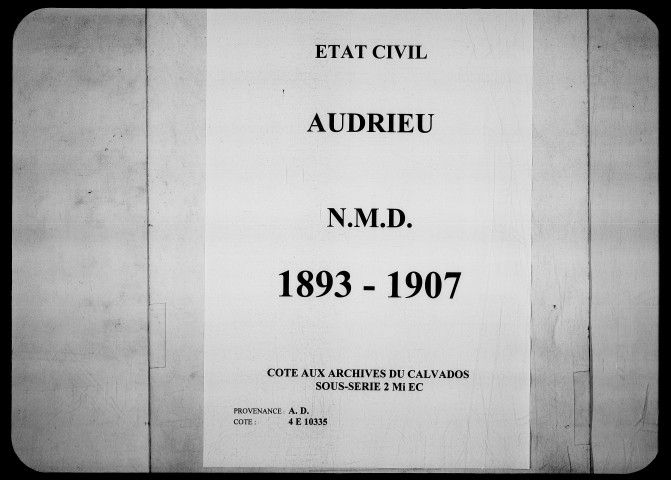 ETAT CIVIL
AUDRIEU
N.M.D.
1893 - 1907
COTE AUX ARCHIVES DU CALVADOS
SOUS-SERIE 2 Mi EC
PROVENANCE: A. D.
COTE: 4 E 10335